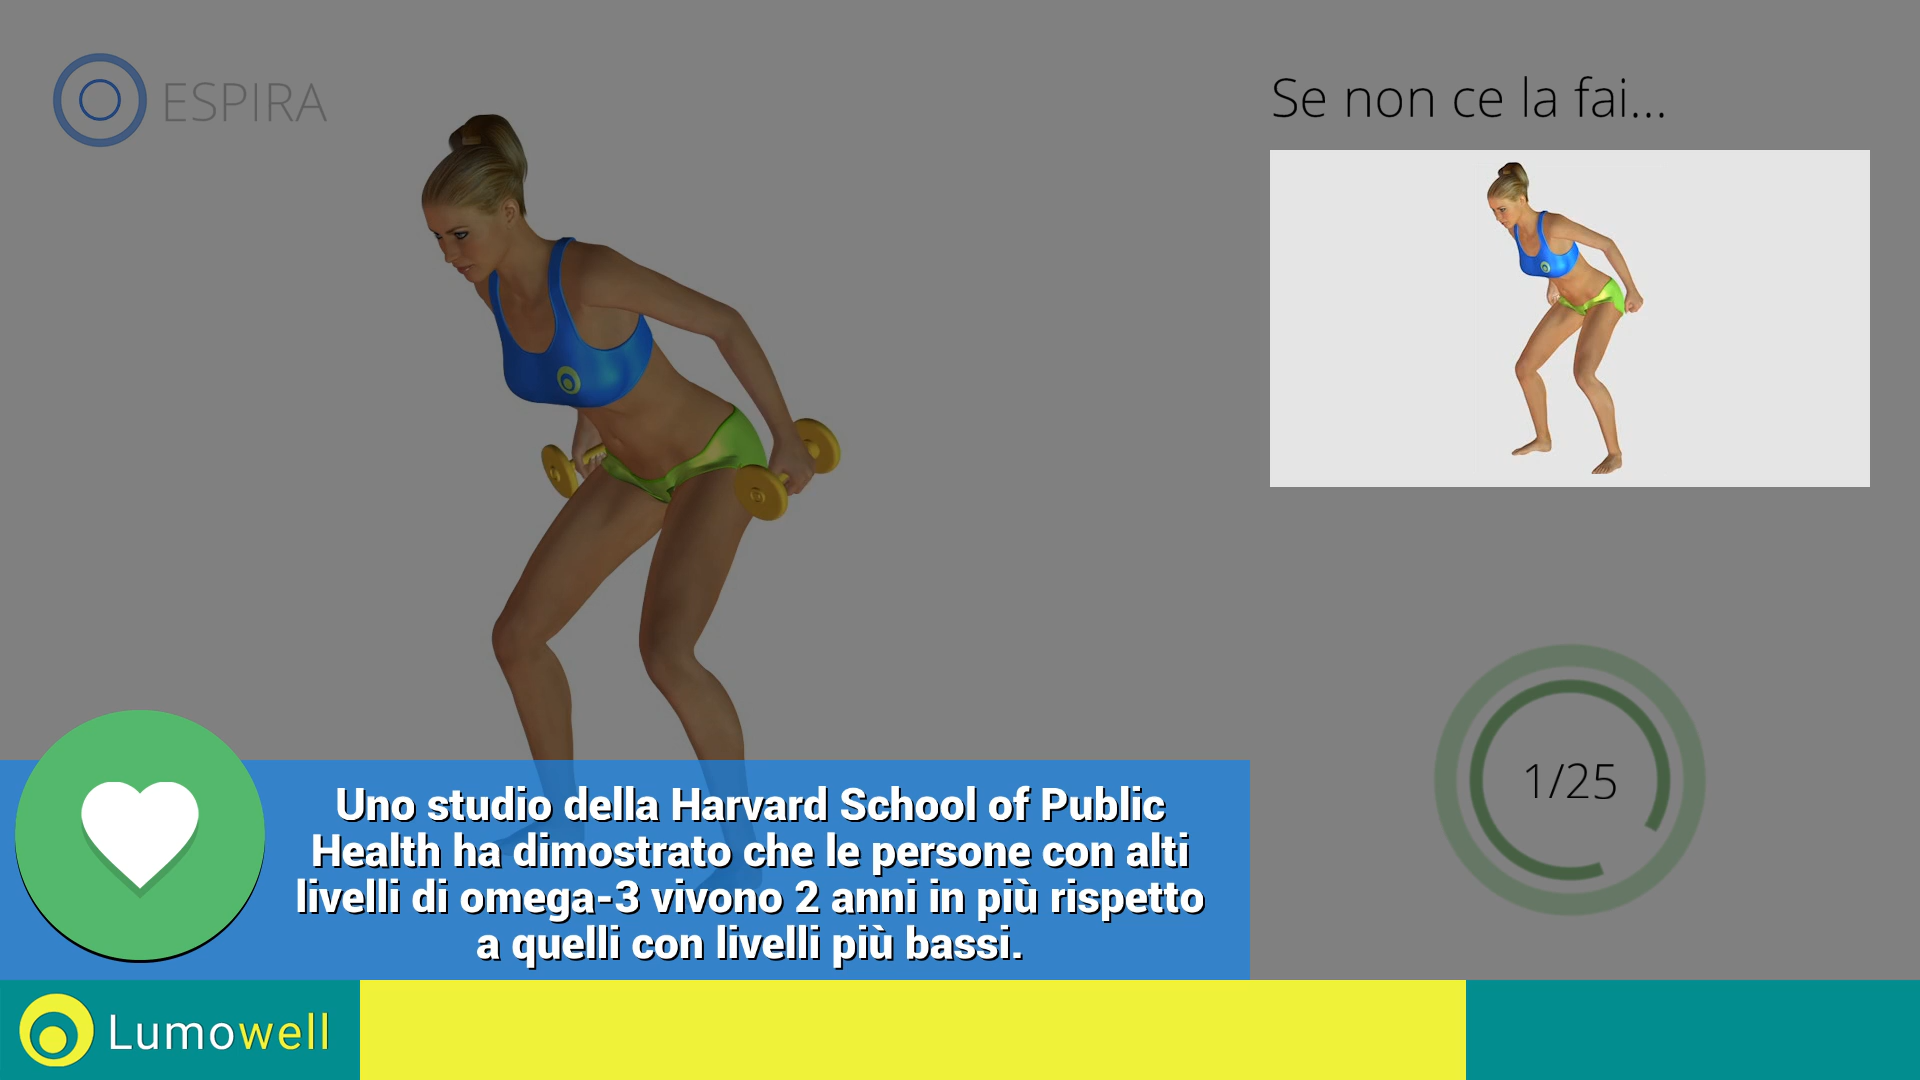 ESPIRA
Se non ce la fai...
1/25
Uno studio della Harvard School of Public
Health ha dimostrato che le persone con alti
livelli di omega-3 vivono 2 anni in più rispetto
a quelli con livelli più bassi.
Lumowell